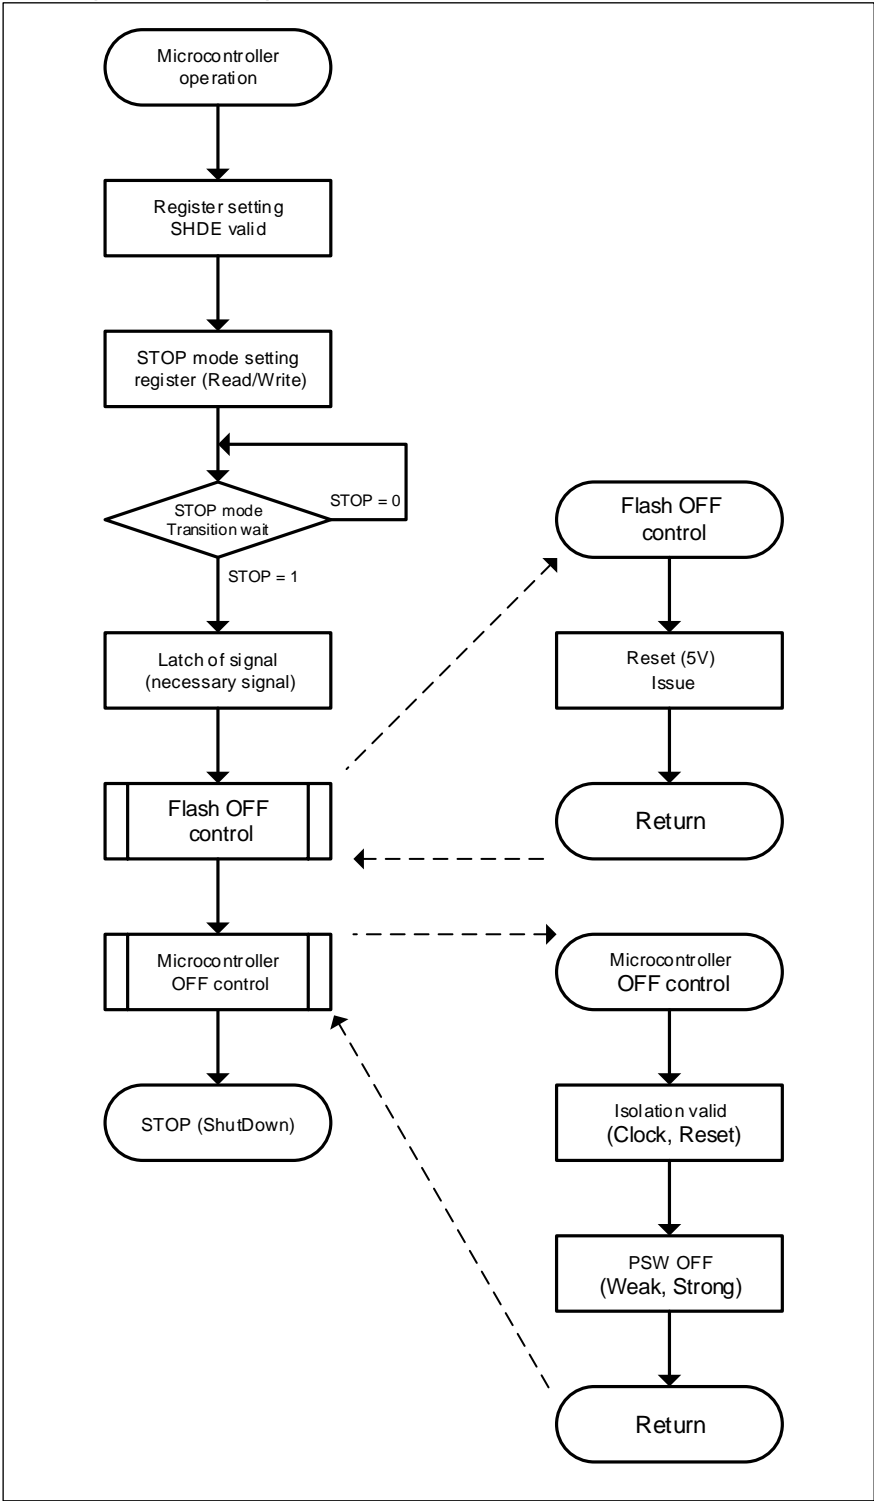 Microcontroller
operation
Register setting
SHDE valid
STOP mode setting
register (Read/Write)
STOP mode
Transition wait
STOP = 0
STOP = 1
Latch of signal
(necessary signal)
Flash OFF
control
Microcontroller
OFF control
STOP (ShutDown)
Flash OFF
control
Reset (5V)
Issue
Return
Microcontroller
OFF control
Isolation valid
(Clock, Reset)
PSW OFF
(Weak, Strong)
Return